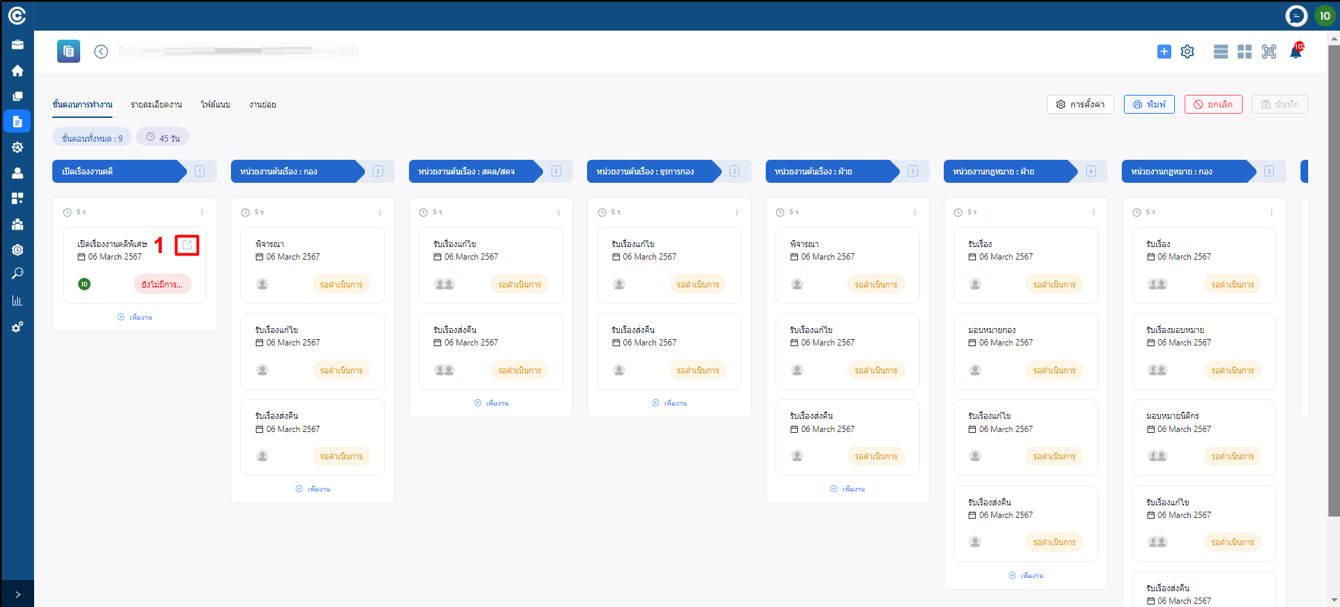 10
102
ขั้นตอนการทำงาน รายละเอียดงาน ไฟล์แนบ งานย่อย
การตั้งค่า พิมพ์ ยกเลิก บันทึก
ขั้นตอนทั้งหมด : 9 45 วัน
เปิดเรื่องงานคดี 1
5 ว
เปิดเรื่องงานคดีพิเศษ 1
06 March 2567
10 ยังไม่มีการ...
เพิ่มงาน
หน่วยงานต้นเรื่อง : กอง 3
5 ว
พิจารณา
06 March 2567
รอดำเนินการ
รับเรื่องแก้ไข
06 March 2567
รอดำเนินการ
รับเรื่องส่งคืน
06 March 2567
รอดำเนินการ
เพิ่มงาน
หน่วยงานต้นเรื่อง : สคล/สคจ 2
5 ว
รับเรื่องแก้ไข
06 March 2567
รอดำเนินการ
รับเรื่องส่งคืน
06 March 2567
รอดำเนินการ
เพิ่มงาน
หน่วยงานต้นเรื่อง : ธุรการกอง 2
5 ว
รับเรื่องแก้ไข
06 March 2567
รอดำเนินการ
รับเรื่องส่งคืน
06 March 2567
รอดำเนินการ
เพิ่มงาน
หน่วยงานต้นเรื่อง : ฝ่าย 3
5 ว
พิจารณา
06 March 2567
รอดำเนินการ
รับเรื่องแก้ไข
06 March 2567
รอดำเนินการ
รับเรื่องส่งคืน
06 March 2567
รอดำเนินการ
เพิ่มงาน
หน่วยงานกฎหมาย : ฝ่าย 4
5 ว
รับเรื่อง
06 March 2567
รอดำเนินการ
มอบหมายกอง
06 March 2567
รอดำเนินการ
รับเรื่องแก้ไข
06 March 2567
รอดำเนินการ
รับเรื่องส่งคืน
06 March 2567
รอดำเนินการ
เพิ่มงาน
หน่วยงานกฎหมาย : กอง 5
5 ว
รับเรื่อง
06 March 2567
รอดำเนินการ
รับเรื่องมอบหมาย
06 March 2567
รอดำเนินการ
มอบหมายนิติกร
06 March 2567
รอดำเนินการ
รับเรื่องแก้ไข
06 March 2567
รอดำเนินการ
รับเรื่องส่งคืน
06 March 2567